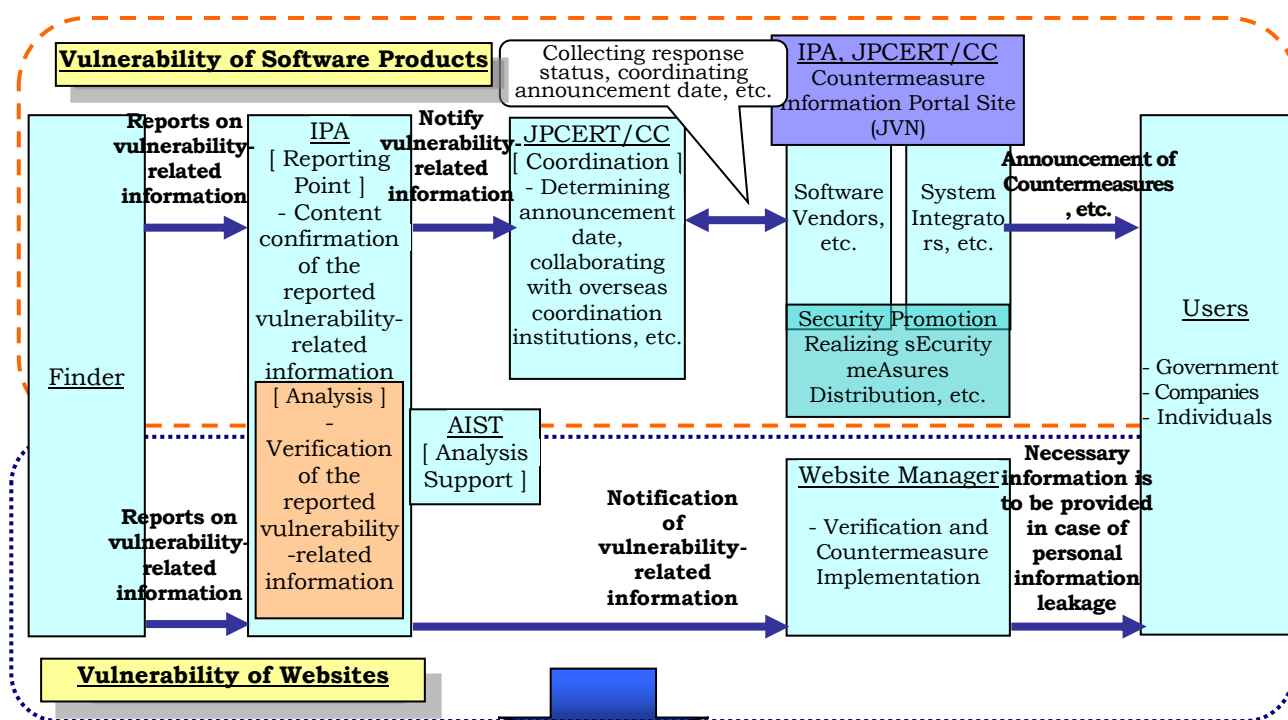 Vulnerability of Software Products
Collecting response
status, coordinating
announcement date, etc.
IPA, JPCERT/CC
Countermeasure
Information Portal Site
(JVN)
Finder
Reports on
vulnerability-
related
information
IPA
[ Reporting
Point ]
- Content
confirmation
of the
reported
vulnerability-
related
information
[ Analysis ]
-
Verification
of the
reported
vulnerability
-related
information
Notify
vulnerability-
related
information
JPCERT/CC
[ Coordination ]
- Determining
announcement
date,
collaborating
with overseas
coordination
institutions, etc.
AIST
[ Analysis
Support ]
Software
Vendors,
etc.
System
Integrato
rs, etc.
Security Promotion
Realizing sEcurity
meAsures
Distribution, etc.
Announcement of
Countermeasures
, etc.
Users
- Government
- Companies
- Individuals
Reports on
vulnerability-
related
information
Notification
of
vulnerability-
related
information
Website Manager
- Verification and
Countermeasure
Implementation
Necessary
information is
to be provided
in case of
personal
information
leakage
Vulnerability of Websites